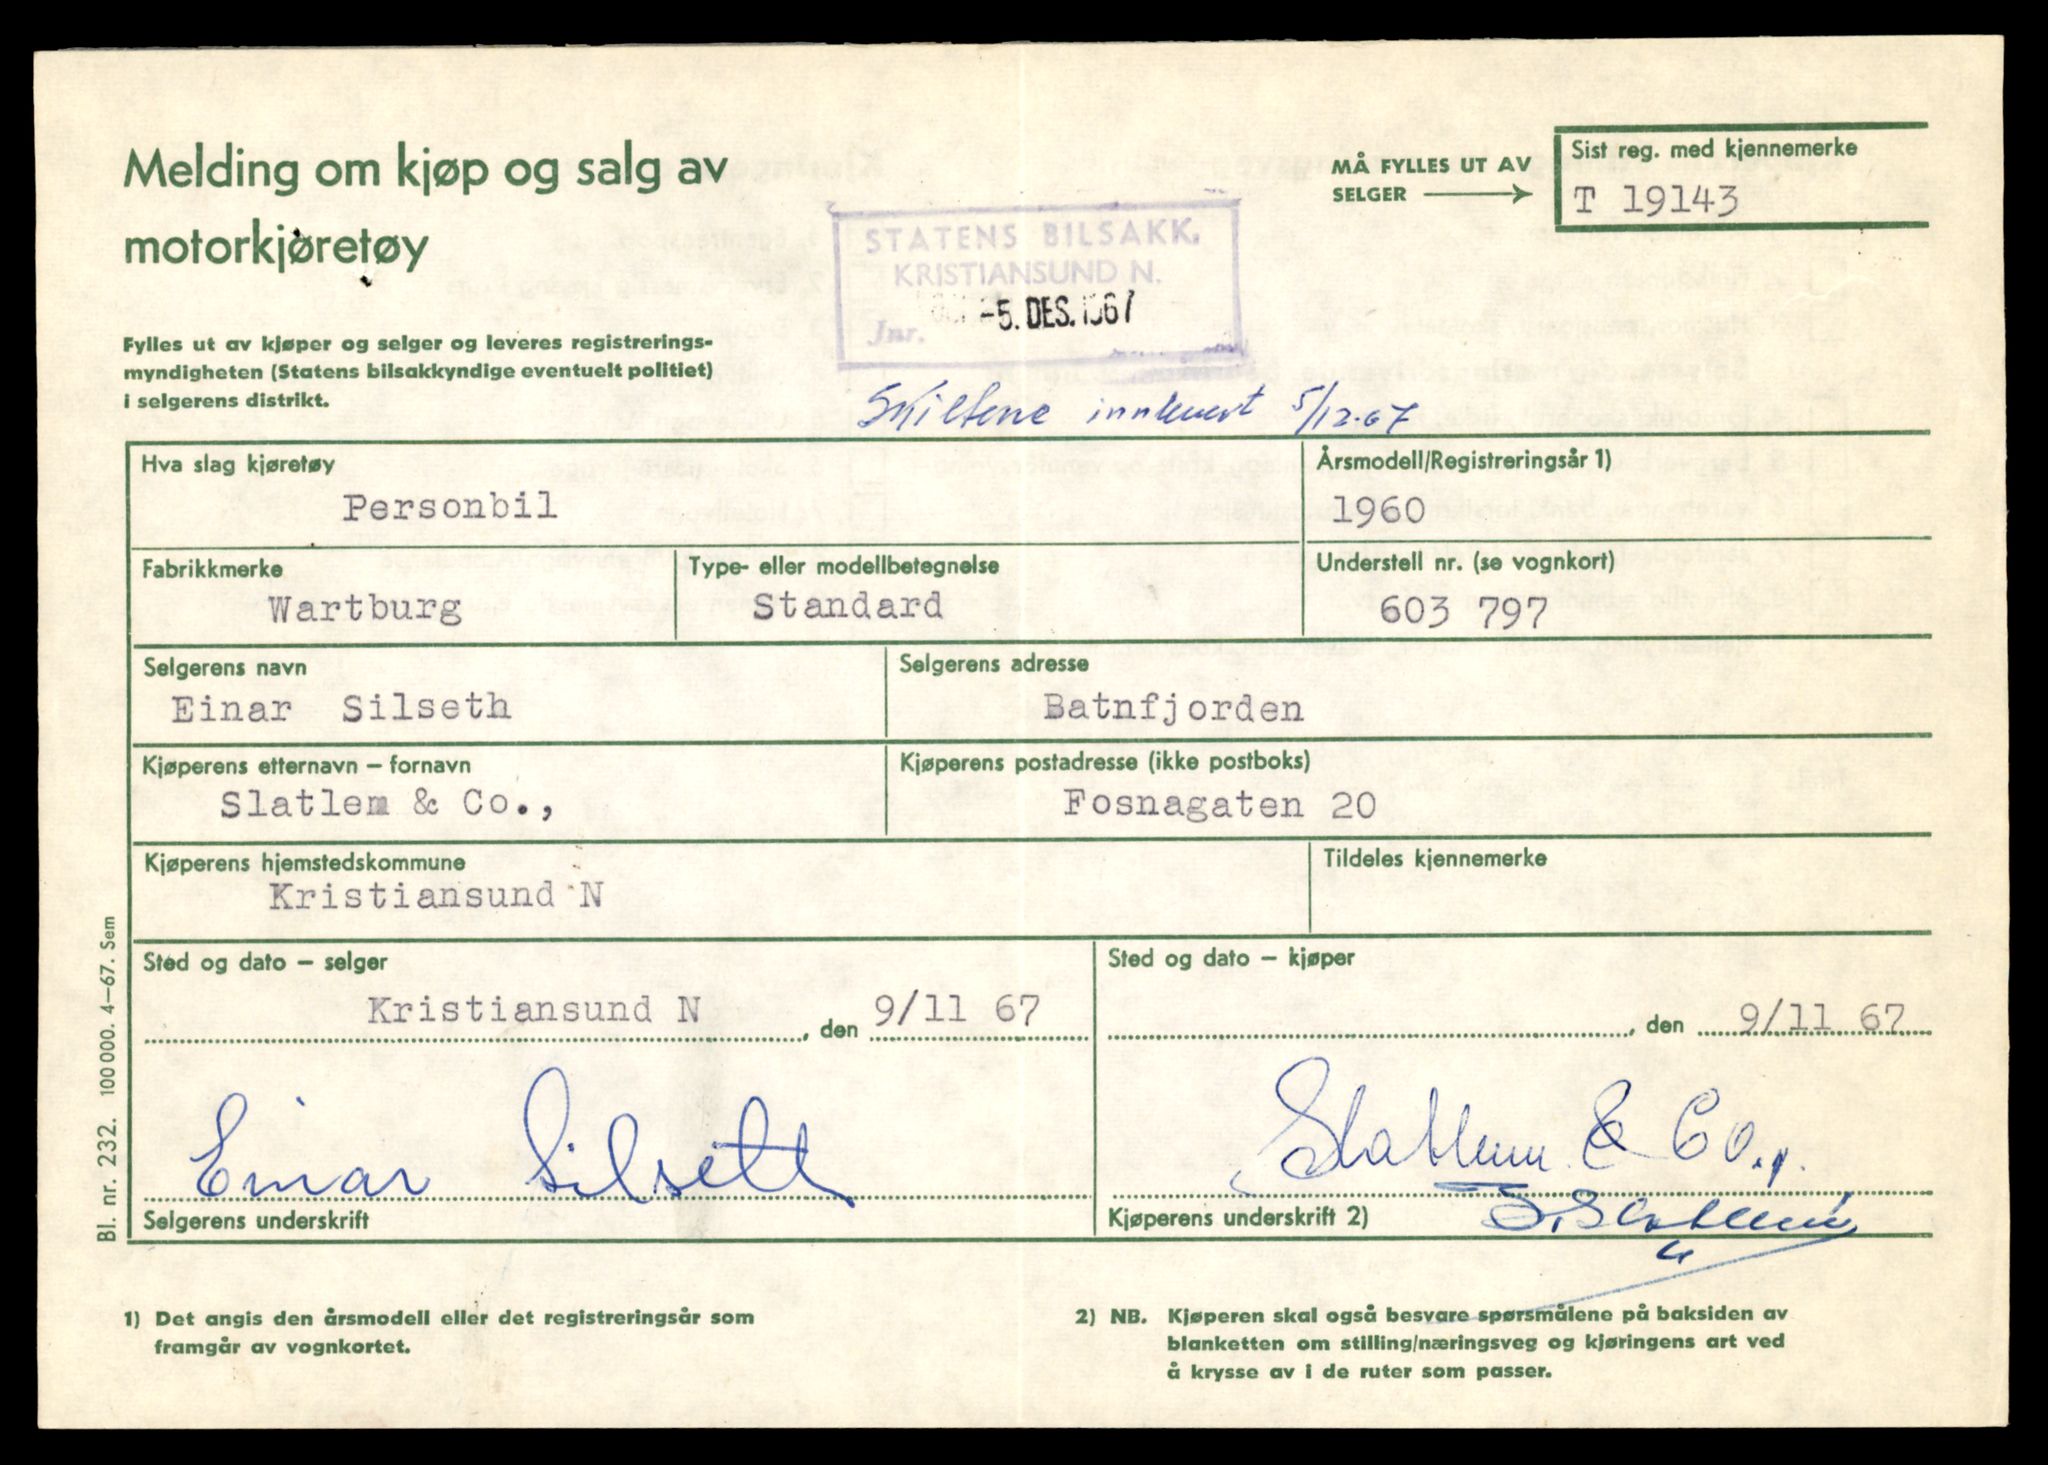 Melding om kjøp og salg av
motorkjøretøy
MÅ FYLLES UT AV
SELGER
Sist reg. med kjennemerke
T 19143
STATENS BILSAKK.
KRISTIANSUND N.
-5. DES. 1967
Jnr.
Fylles ut av kjøper og selger og leveres registrerings-
myndigheten (Statens bilsakkyndige eventuelt politiet)
i selgerens distrikt.
Skiltene innlevert 5/12-67
Hva slag kjøretøy
Personbil
Årsmodell/Registreringsår 1)
1960
Fabrikkmerke
Wartburg
Type- eller modellbetegnelse
Standard
Understell nr. (se vognkort)
603 797
Selgerens navn
Einar Silseth
Selgerens adresse
Batnfjorden
Kjøperens etternavn – fornavn
Slatlem & Co.,
Kjøperens postadresse (ikke postboks)
Fosnagaten 20
Kjøperens hjemstedskommune
Kristiansund N
Tildeles kjennemerke
Sted og dato – selger
Kristiansund N, den 9/11 67
Sted og dato – kjøper
, den 9/11 67
Einar Silseth
Selgerens underskrift
Slatlem & Co.,
Kjøperens underskrift 2)
Slatlem
Bl. nr. 232. 100 000. 4–67. Sem
1) Det angis den årsmodell eller det registreringsår som
framgår av vognkortet.
2) NB. Kjøperen skal også besvare spørsmålene på baksiden av
blanketten om stilling/næringsveg og kjøringens art ved
å krysse av i de ruter som passer.